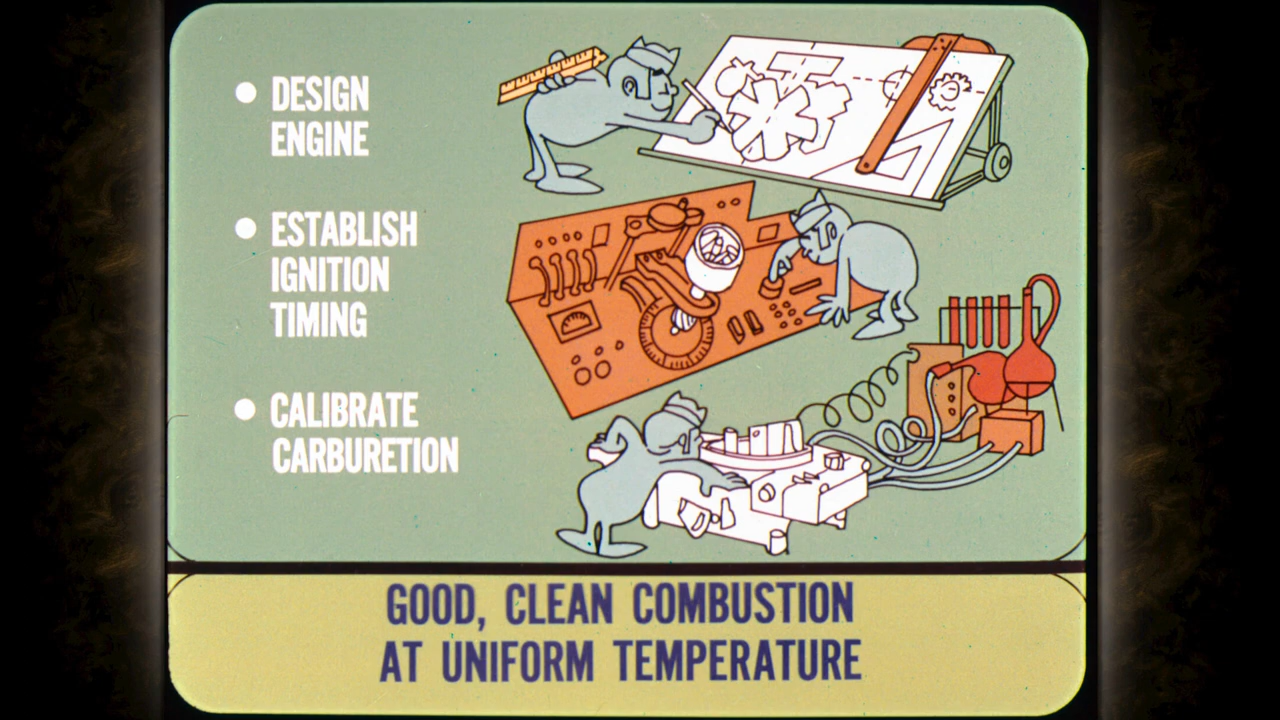 • DESIGN
ENGINE
• ESTABLISH
IGNITION
TIMING
• CALIBRATE
CARBURETION
GOOD, CLEAN COMBUSTION
AT UNIFORM TEMPERATURE